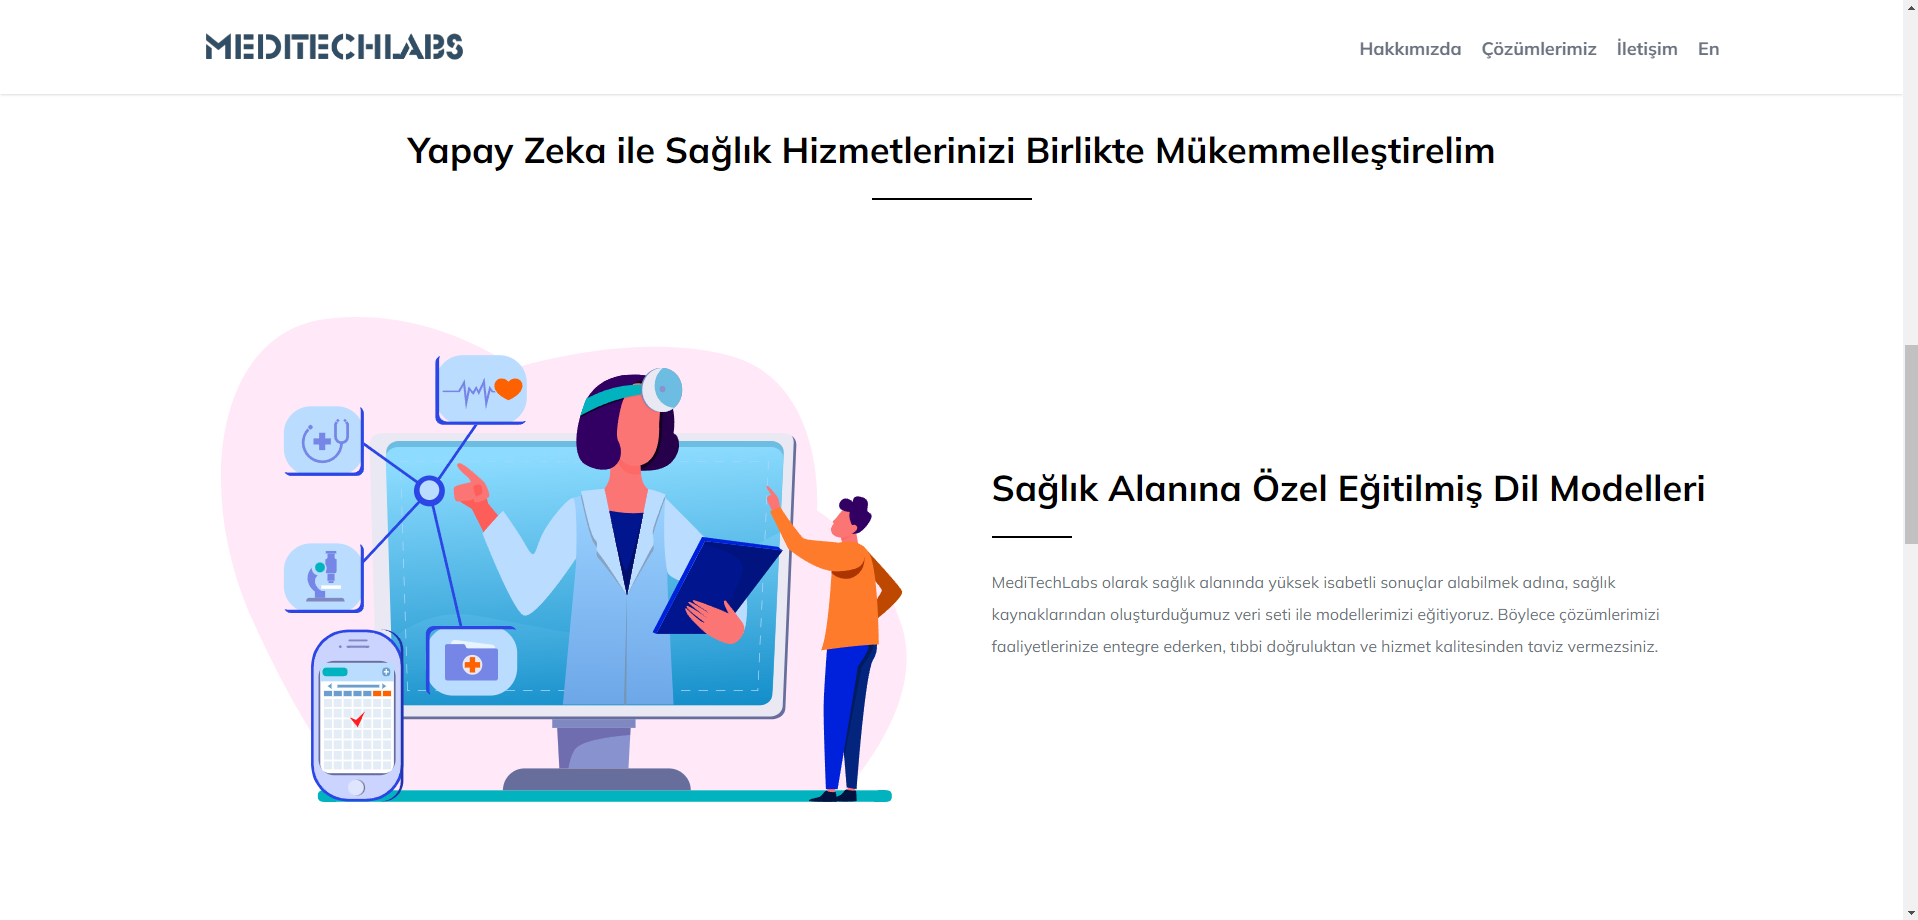 MEDITECHLABS
Hakkımızda Çözümlerimiz İletişim En
Yapay Zeka ile Sağlık Hizmetlerinizi Birlikte Mükemmelleştirelim
Sağlık Alanına Özel Eğitilmiş Dil Modelleri
MediTechLabs olarak sağlık alanında yüksek isabetli sonuçlar alabilmek adına, sağlık
kaynaklarından oluşturduğumuz veri seti ile modellerimizi eğitiyoruz. Böylece çözümlerimizi
faaliyetlerinize entegre ederken, tıbbi doğruluktan ve hizmet kalitesinden taviz vermezsiniz.